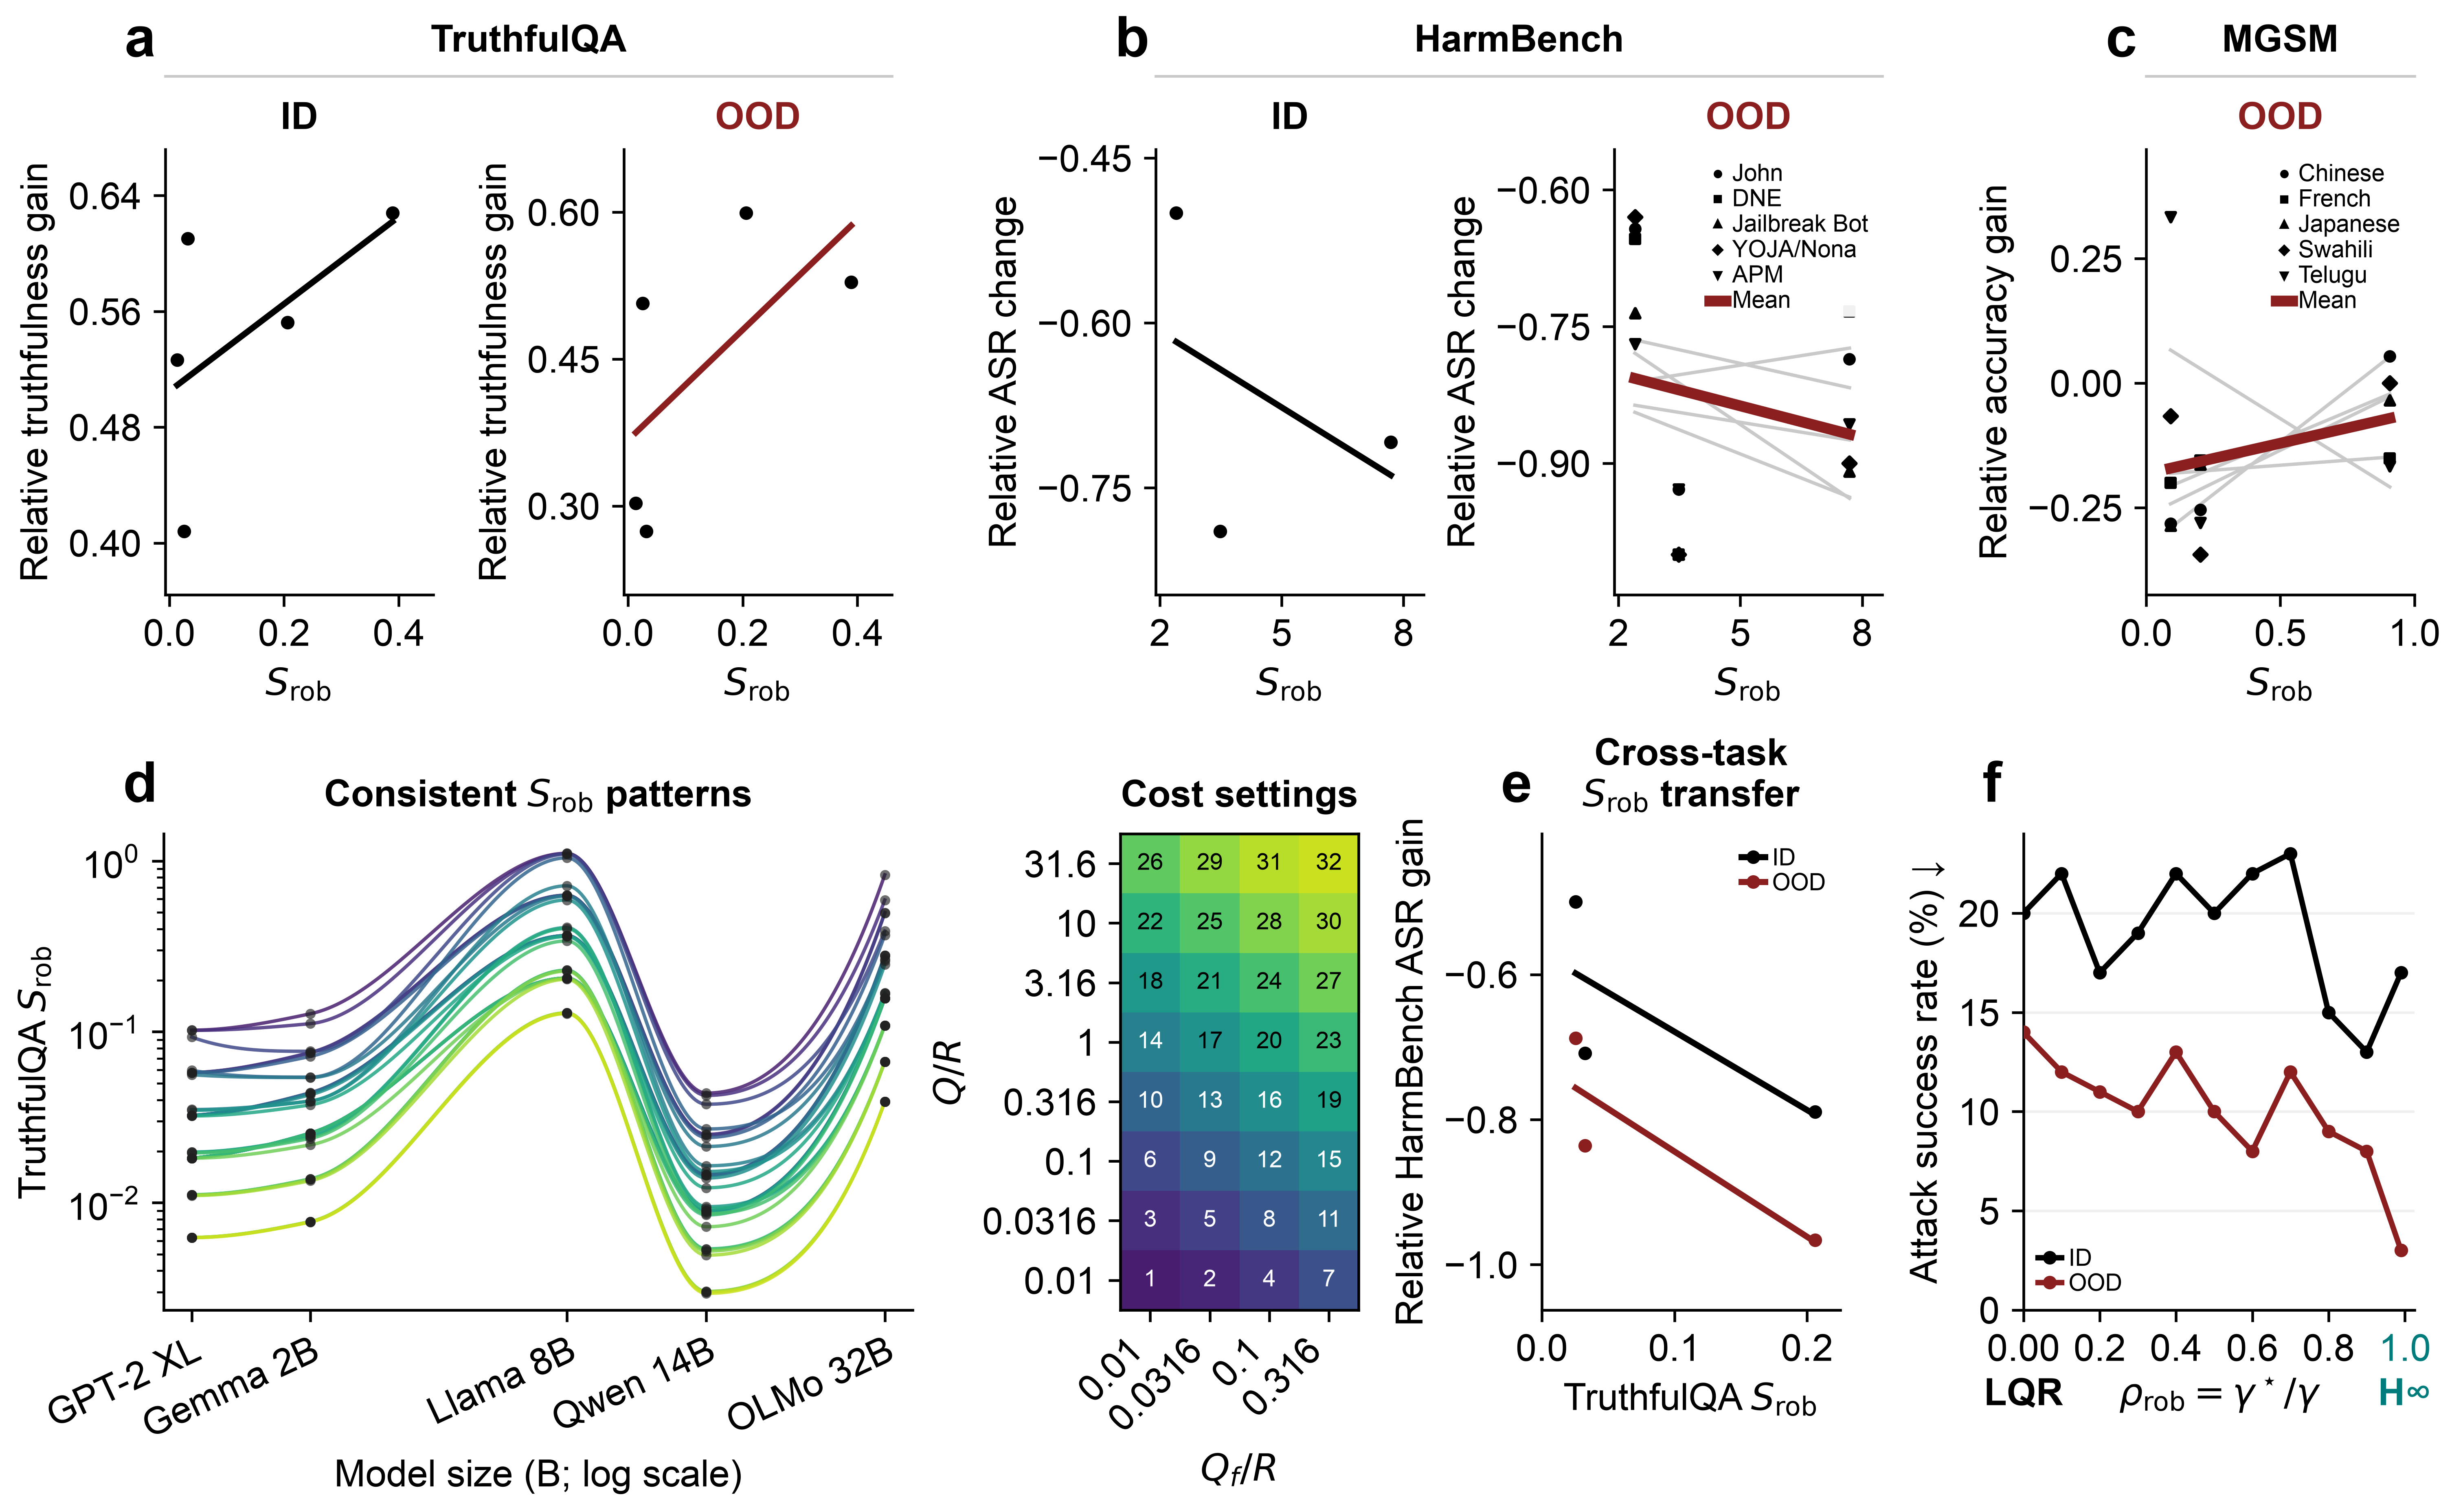 a
TruthfulQA
ID
Relative truthfulness gain
0.64
0.56
0.48
0.40
0.0
0.2
0.4
S_rob
OOD
Relative truthfulness gain
0.60
0.45
0.30
0.0
0.2
0.4
S_rob
b
HarmBench
ID
Relative ASR change
−0.45
−0.60
−0.75
2
5
8
S_rob
OOD
Relative ASR change
−0.60
−0.75
−0.90
John
DNE
Jailbreak Bot
YOJA/Nona
APM
Mean
2
5
8
S_rob
c
MGSM
OOD
Relative accuracy gain
0.25
0.00
−0.25
Chinese
French
Japanese
Swahili
Telugu
Mean
0.0
0.5
1.0
S_rob
d
Consistent S_rob patterns
TruthfulQA S_rob
10^0
10^−1
10^−2
GPT-2 XL
Gemma 2B
Llama 8B
Qwen 14B
OLMo 32B
Model size (B; log scale)
Cost settings
Q/R
31.6 26 29 31 32
10 22 25 28 30
3.16 18 21 24 27
1 14 17 20 23
0.316 10 13 16 19
0.1 6 9 12 15
0.0316 3 5 8 11
0.01 1 2 4 7
0.01
0.0316
0.1
0.316
Q_f/R
e
Cross-task
S_rob transfer
Relative HarmBench ASR gain
−0.6
−0.8
−1.0
ID
OOD
0.0
0.1
0.2
TruthfulQA S_rob
f
Attack success rate (%) ↓
20
15
10
5
0
ID
OOD
0.00
0.2
0.4
0.6
0.8
1.0
LQR
ρ_rob = γ*/γ
H∞